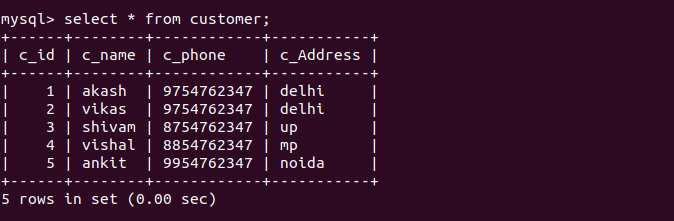 mysql> select * from customer;
+------+--------+------------+-----------+
| c_id | c_name | c_phone    | c_Address |
+------+--------+------------+-----------+
|    1 | akash  | 9754762347 | delhi     |
|    2 | vikas  | 9754762347 | delhi     |
|    3 | shivam | 8754762347 | up        |
|    4 | vishal | 8854762347 | mp        |
|    5 | ankit  | 9954762347 | noida     |
+------+--------+------------+-----------+
5 rows in set (0.00 sec)